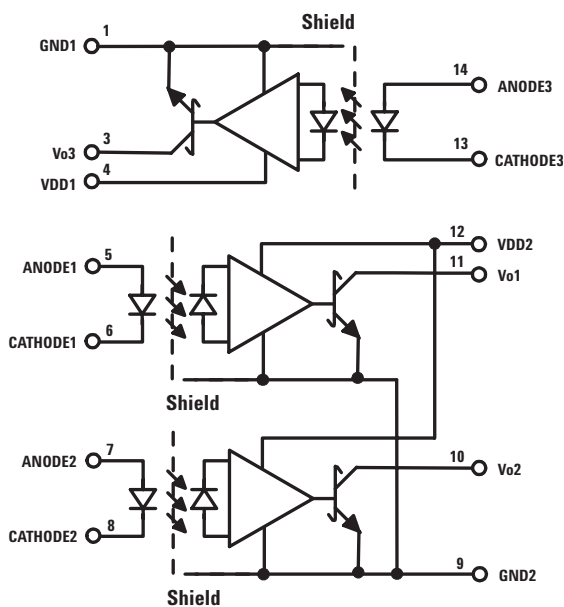 Shield
GND1 1
14 ANODE3
Vo3 3
4
VDD1
13 CATHODE3
12 VDD2
ANODE1 5
11 Vo1
CATHODE1 6
Shield
ANODE2 7
10 Vo2
CATHODE2 8
9 GND2
Shield